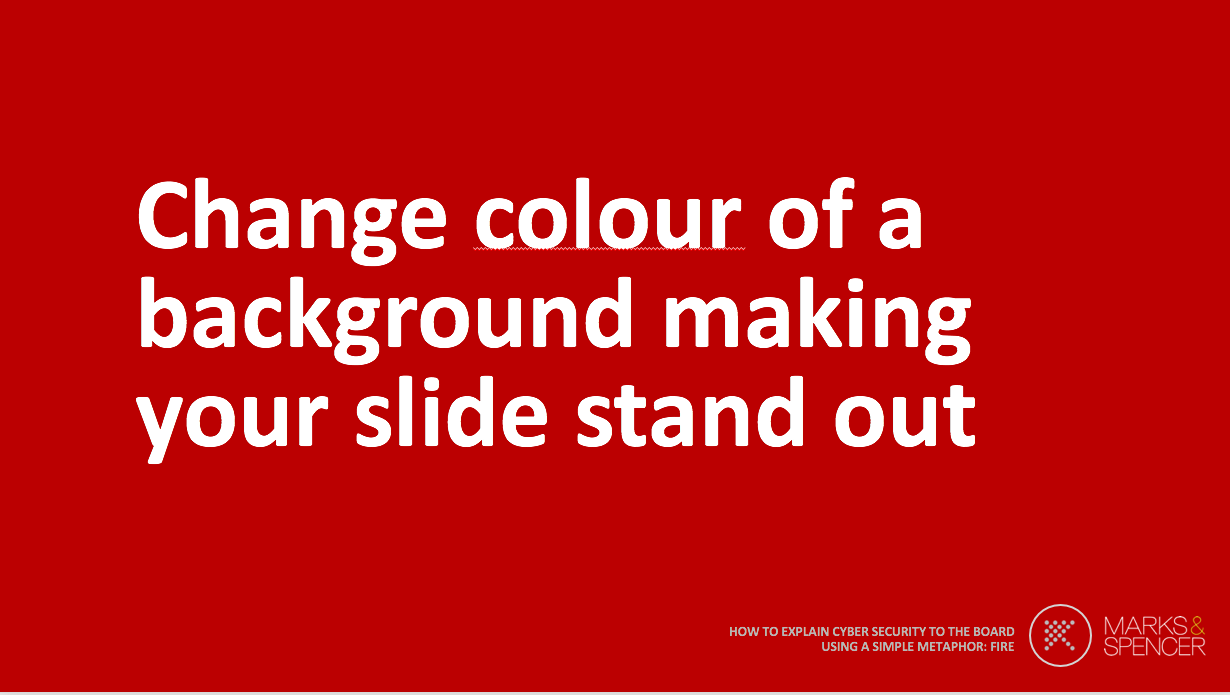 Change colour of a
background making
your slide stand out
HOW TO EXPLAIN CYBER SECURITY TO THE BOARD
USING A SIMPLE METAPHOR: FIRE
MARKS&
SPENCER